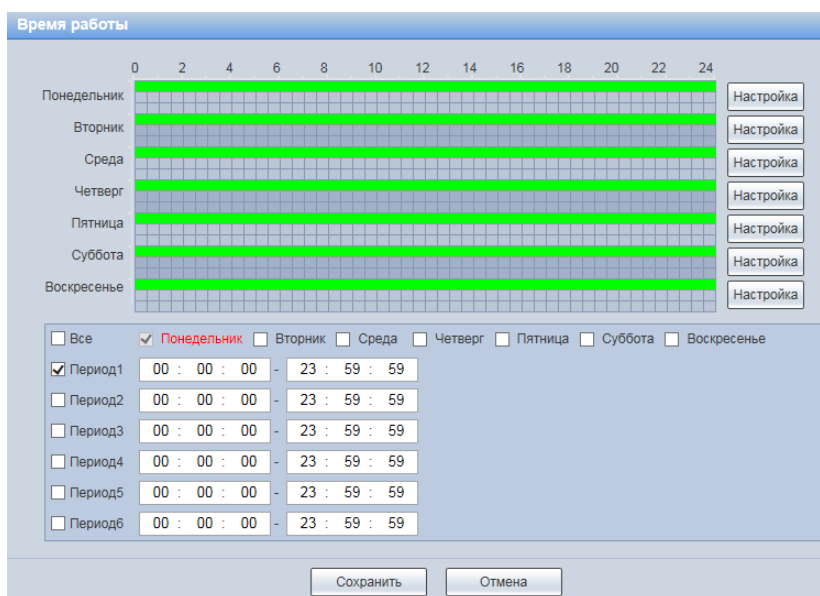 Время работы
0 2 4 6 8 10 12 14 16 18 20 22 24
Понедельник Настройка
Вторник Настройка
Среда Настройка
Четверг Настройка
Пятница Настройка
Суббота Настройка
Воскресенье Настройка
Все Понедельник Вторник Среда Четверг Пятница Суббота Воскресенье
Период1 00 : 00 : 00 - 23 : 59 : 59
Период2 00 : 00 : 00 - 23 : 59 : 59
Период3 00 : 00 : 00 - 23 : 59 : 59
Период4 00 : 00 : 00 - 23 : 59 : 59
Период5 00 : 00 : 00 - 23 : 59 : 59
Период6 00 : 00 : 00 - 23 : 59 : 59
Сохранить Отмена